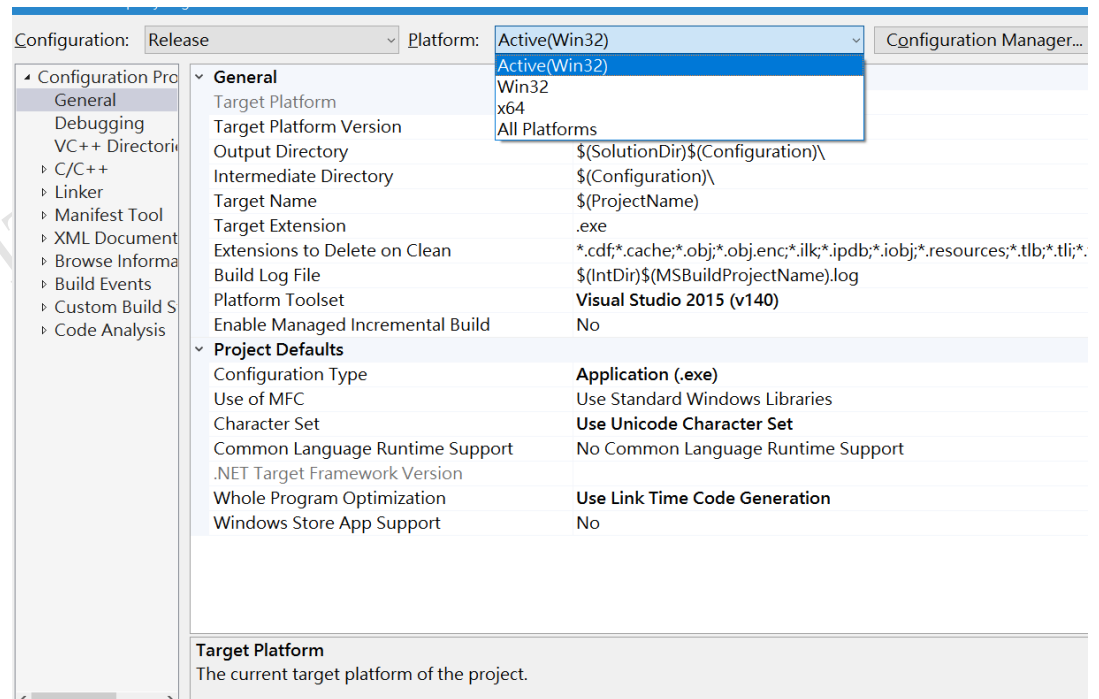 Configuration: Release Platform: Active(Win32) Configuration Manager...
Active(Win32)
Win32
x64
All Platforms
Configuration Pro
General
Debugging
VC++ Directorie
C/C++
Linker
Manifest Tool
XML Document
Browse Informa
Build Events
Custom Build S
Code Analysis
General
Target Platform
Target Platform Version
Output Directory $(SolutionDir)$(Configuration)\
Intermediate Directory $(Configuration)\
Target Name $(ProjectName)
Target Extension .exe
Extensions to Delete on Clean *.cdf;*.cache;*.obj;*.obj.enc;*.ilk;*.ipdb;*.iobj;*.resources;*.tlb;*.tli;*.
Build Log File $(IntDir)$(MSBuildProjectName).log
Platform Toolset Visual Studio 2015 (v140)
Enable Managed Incremental Build No
Project Defaults
Configuration Type Application (.exe)
Use of MFC Use Standard Windows Libraries
Character Set Use Unicode Character Set
Common Language Runtime Support No Common Language Runtime Support
.NET Target Framework Version
Whole Program Optimization Use Link Time Code Generation
Windows Store App Support No
Target Platform
The current target platform of the project.